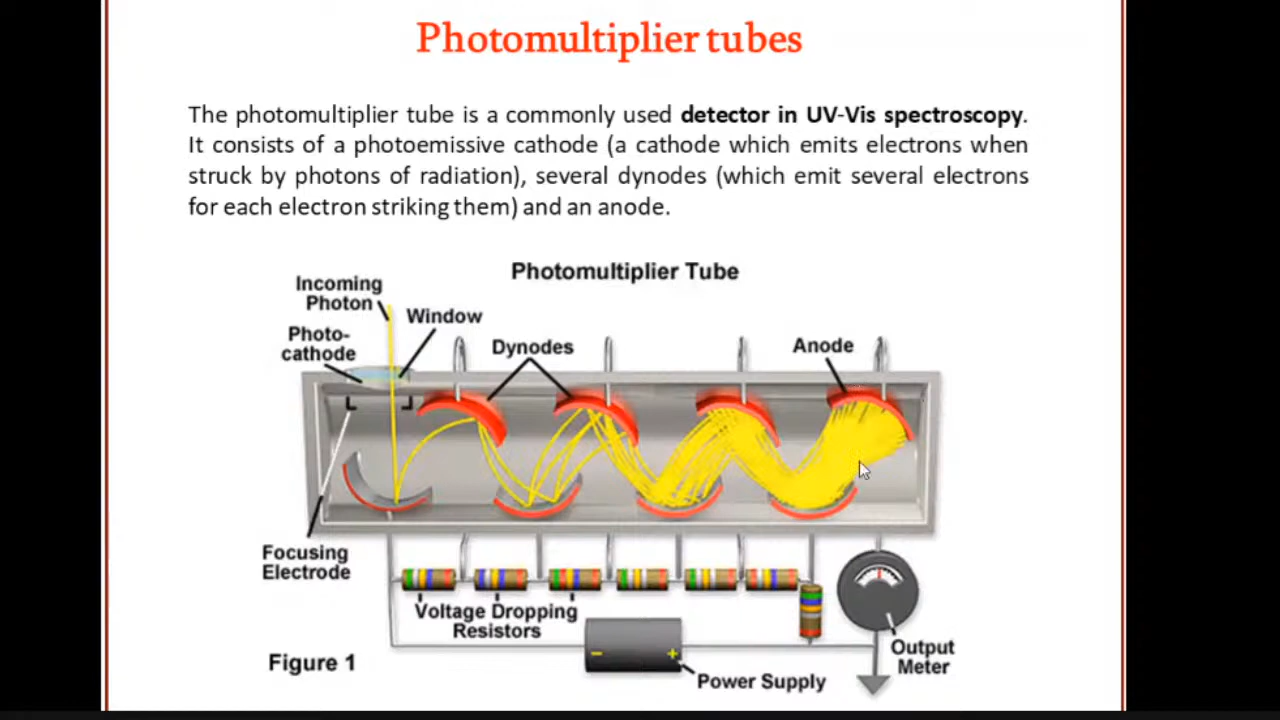 Photomultiplier tubes
The photomultiplier tube is a commonly used detector in UV-Vis spectroscopy.
It consists of a photoemissive cathode (a cathode which emits electrons when
struck by photons of radiation), several dynodes (which emit several electrons
for each electron striking them) and an anode.
Photomultiplier Tube
Incoming
Photon
Window
Photo-
cathode
Dynodes
Anode
Focusing
Electrode
Voltage Dropping
Resistors
Output
Meter
Figure 1
Power Supply